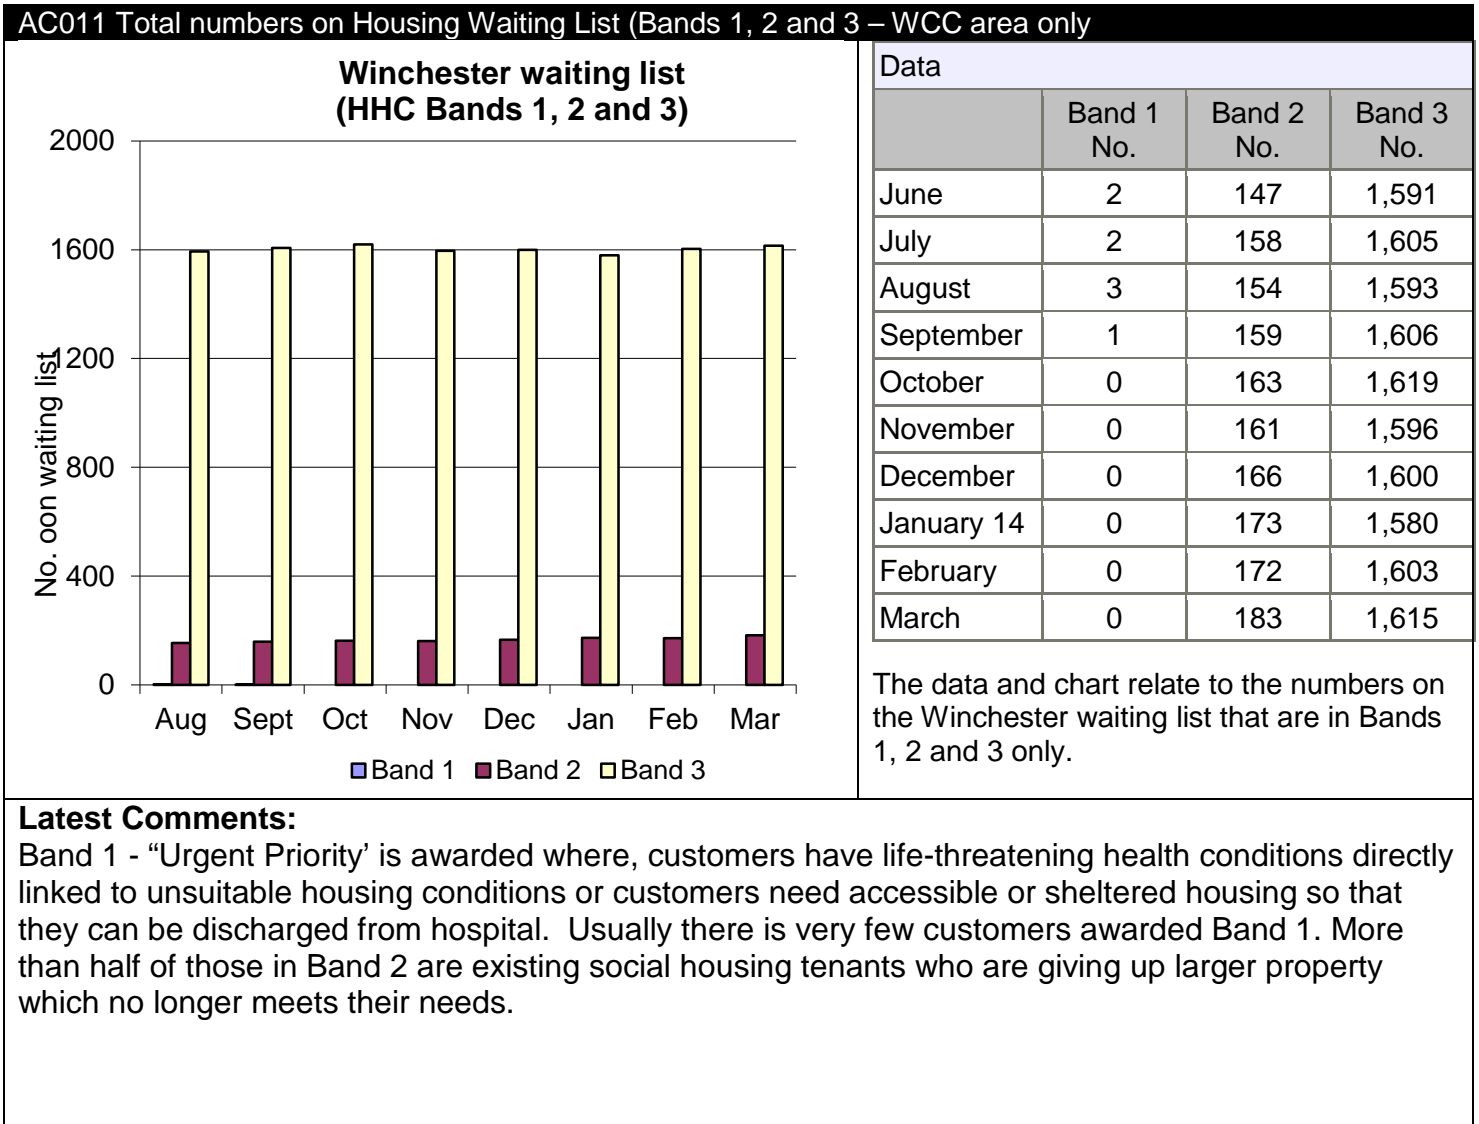 AC011 Total numbers on Housing Waiting List (Bands 1, 2 and 3 – WCC area only
Winchester waiting list
(HHC Bands 1, 2 and 3)
No. oon waiting list
2000
1600
1200
800
400
0
Aug Sept Oct Nov Dec Jan Feb Mar
Band 1 Band 2 Band 3
Data
Band 1 No. Band 2 No. Band 3 No.
June 2 147 1,591
July 2 158 1,605
August 3 154 1,593
September 1 159 1,606
October 0 163 1,619
November 0 161 1,596
December 0 166 1,600
January 14 0 173 1,580
February 0 172 1,603
March 0 183 1,615
The data and chart relate to the numbers on
the Winchester waiting list that are in Bands
1, 2 and 3 only.
Latest Comments:
Band 1 - “Urgent Priority’ is awarded where, customers have life-threatening health conditions directly
linked to unsuitable housing conditions or customers need accessible or sheltered housing so that
they can be discharged from hospital.  Usually there is very few customers awarded Band 1. More
than half of those in Band 2 are existing social housing tenants who are giving up larger property
which no longer meets their needs.